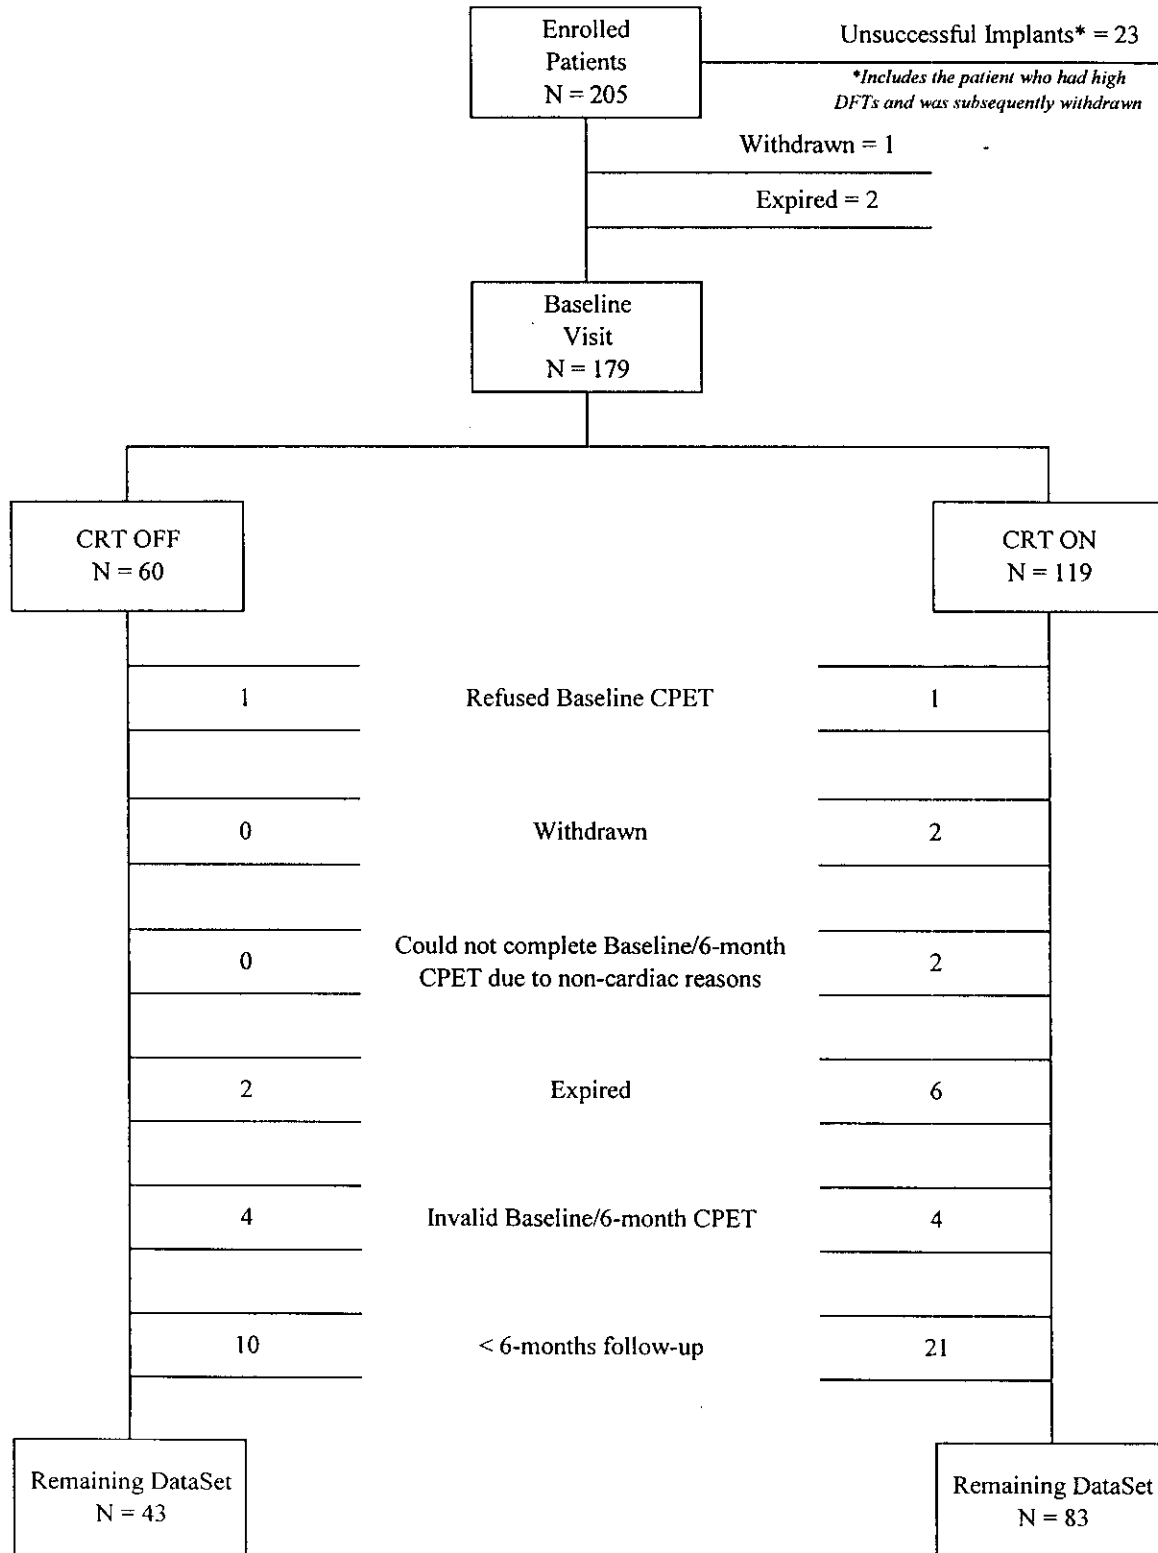 Enrolled
Patients
N = 205
Unsuccessful Implants* = 23
*Includes the patient who had high
DFTs and was subsequently withdrawn
Withdrawn = 1
Expired = 2
Baseline
Visit
N = 179
CRT OFF
N = 60
CRT ON
N = 119
1 Refused Baseline CPET 1
0 Withdrawn 2
0 Could not complete Baseline/6-month
CPET due to non-cardiac reasons 2
2 Expired 6
4 Invalid Baseline/6-month CPET 4
10 < 6-months follow-up 21
Remaining DataSet
N = 43
Remaining DataSet
N = 83